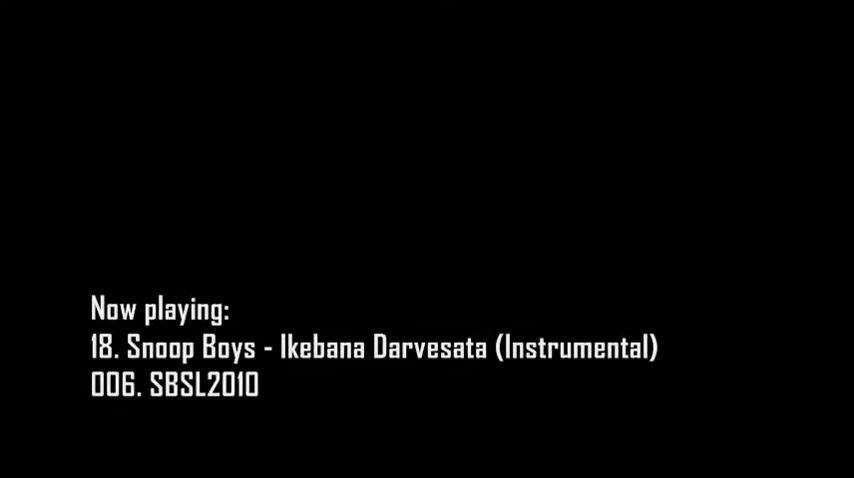 Now playing:
18. Snoop Boys - Ikebana Darvesata (Instrumental)
006. SBSL2010